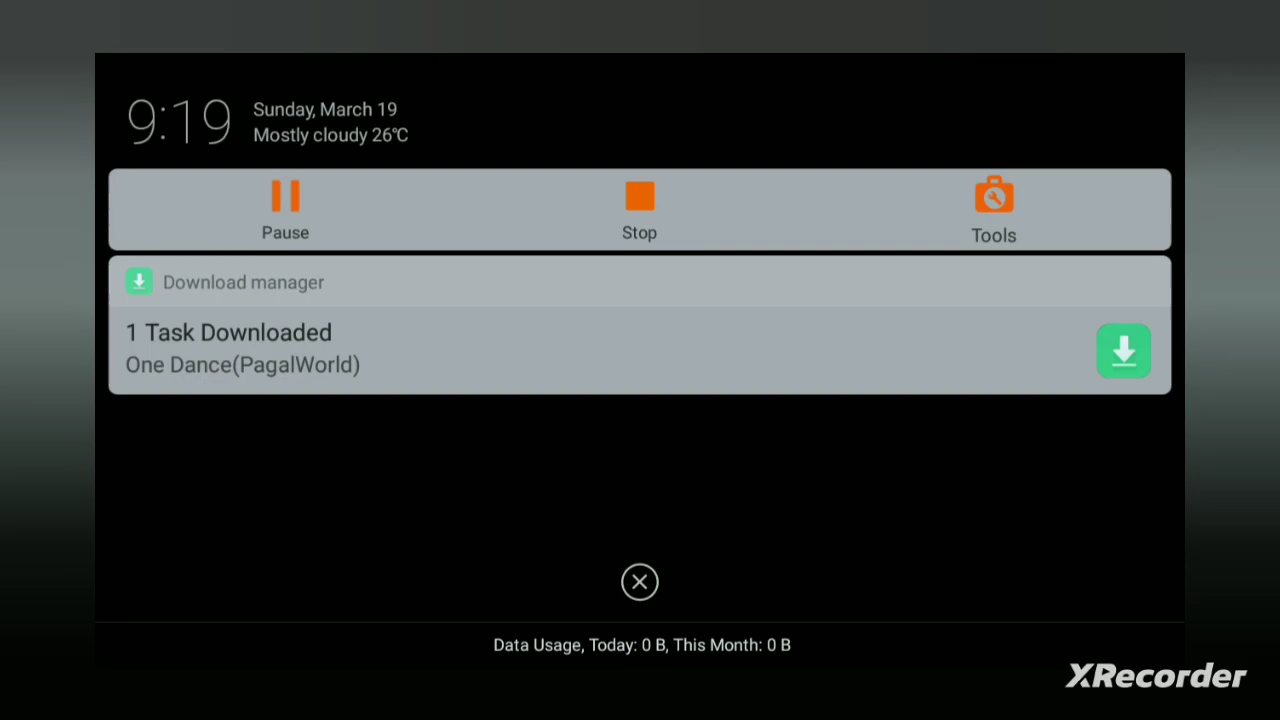 9:19
Sunday, March 19
Mostly cloudy 26℃
Pause
Stop
Tools
Download manager
1 Task Downloaded
One Dance(PagalWorld)
Data Usage, Today: 0 B, This Month: 0 B
XRecorder